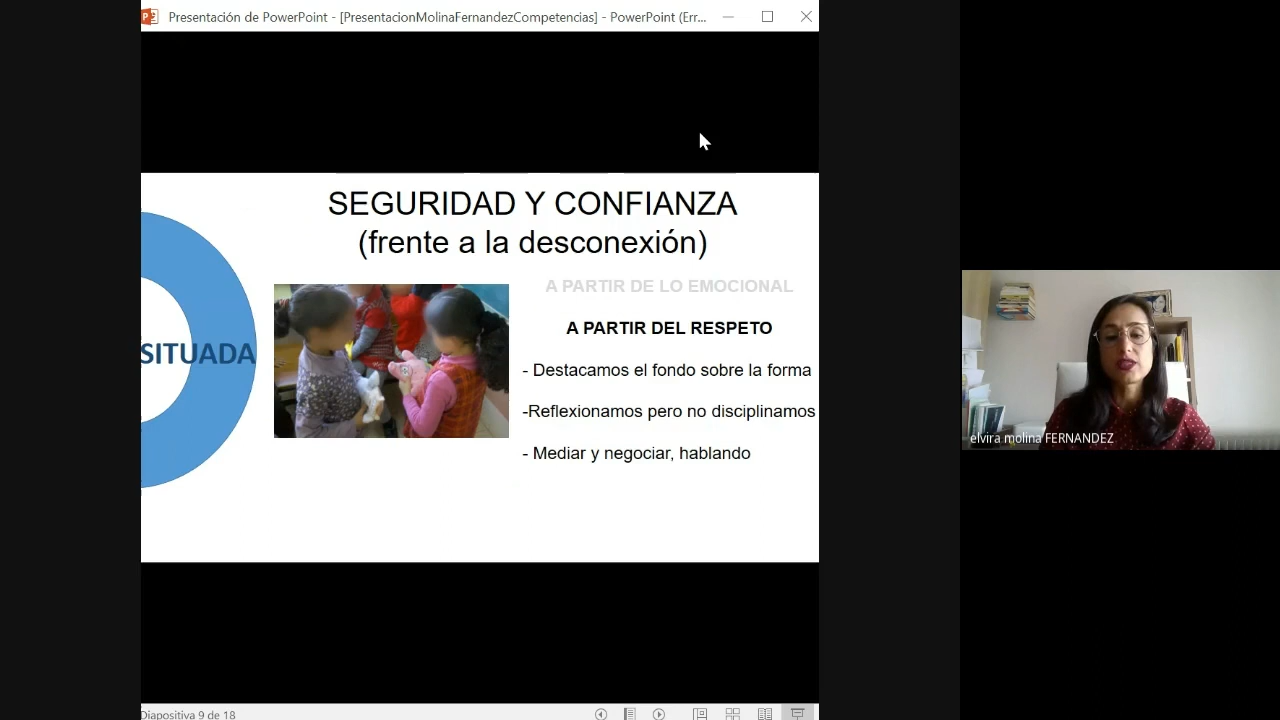 Presentación de PowerPoint - [PresentacionMolinaFernandezCompetencias] - PowerPoint (Err...
SEGURIDAD Y CONFIANZA
(frente a la desconexión)
SITUADA
A PARTIR DE LO EMOCIONAL
A PARTIR DEL RESPETO
- Destacamos el fondo sobre la forma
-Reflexionamos pero no disciplinamos
- Mediar y negociar, hablando
elvira molina FERNANDEZ
Diapositiva 9 de 18